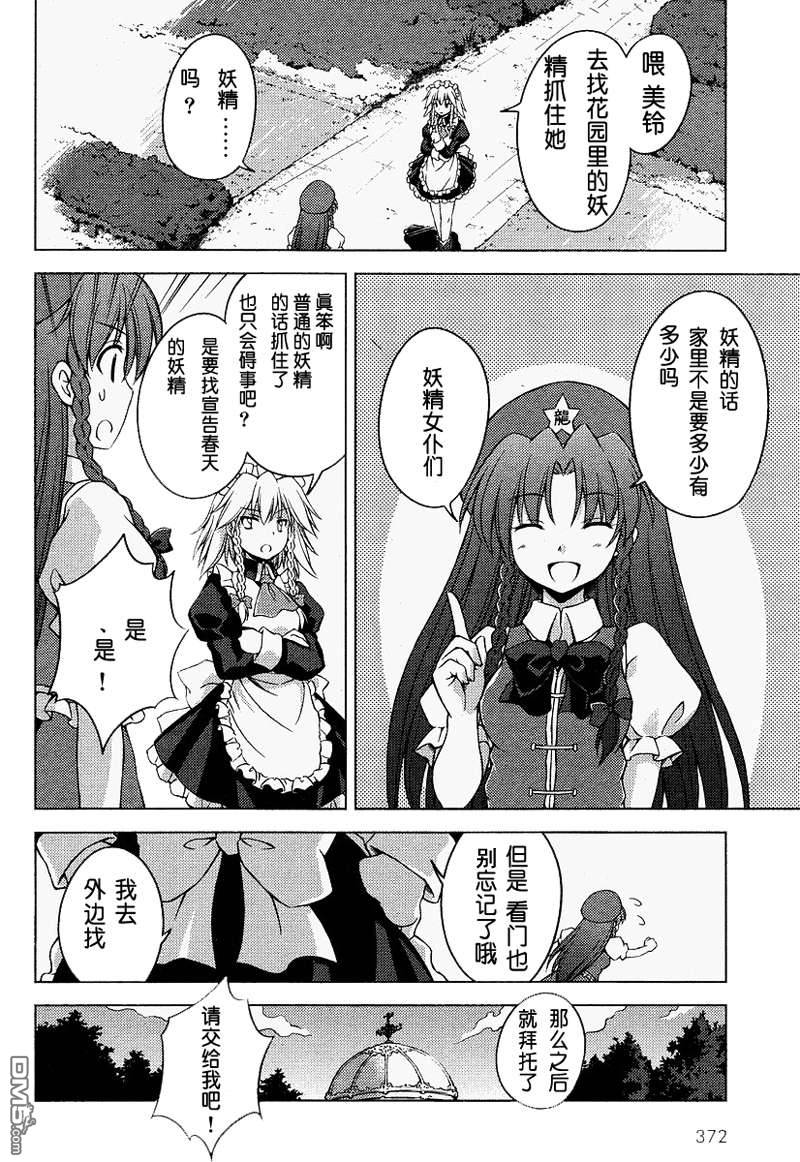 喂 美铃
去找花园里的妖
精抓住她
妖精……
吗？
妖精的话
家里不是要多少有
多少吗
妖精女仆们
龍
真笨啊
普通的妖精
的话抓住了
也只会碍事吧？
是要找宣告春天
的妖精
是
、是！
但是 看门也
别忘记了哦
我去
外边找
那么之后
就拜托了
请交给我吧！
372
DM5
.com